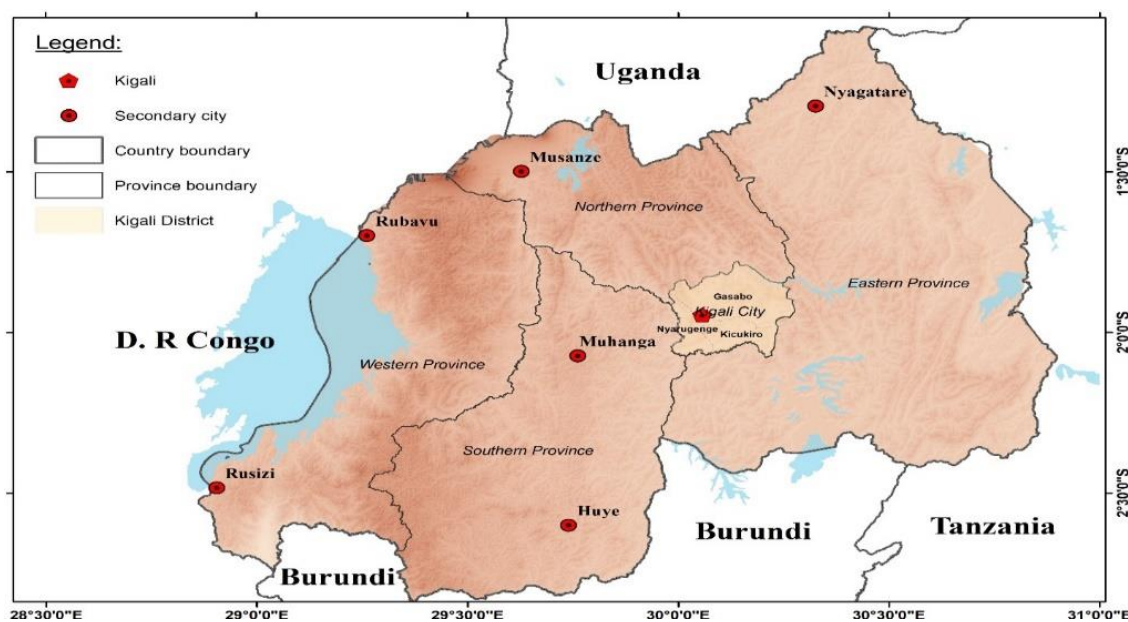 Legend:
Kigali
Secondary city
Country boundary
Province boundary
Kigali District
Uganda
Nyagatare
Musanze
Northern Province
Rubavu
Eastern Province
Gasabo
Kigali City
Nyarugenge
Kicukiro
D. R Congo
Muhanga
Western Province
Southern Province
Rusizi
Huye
Burundi
Burundi
Tanzania
1°30'0"S
2°0'0"S
2°30'0"S
28°30'0"E
29°0'0"E
29°30'0"E
30°0'0"E
30°30'0"E
31°0'0"E